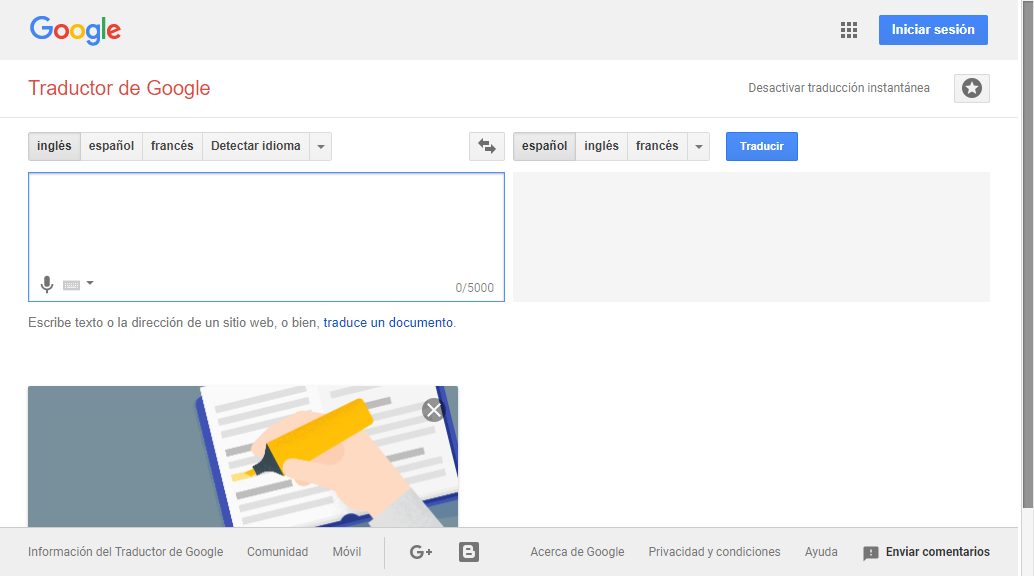 Google
Iniciar sesión
Traductor de Google
Desactivar traducción instantánea
inglés español francés Detectar idioma
español inglés francés Traducir
0/5000
Escribe texto o la dirección de un sitio web, o bien, traduce un documento.
Información del Traductor de Google Comunidad Móvil G+ B Acerca de Google Privacidad y condiciones Ayuda Enviar comentarios